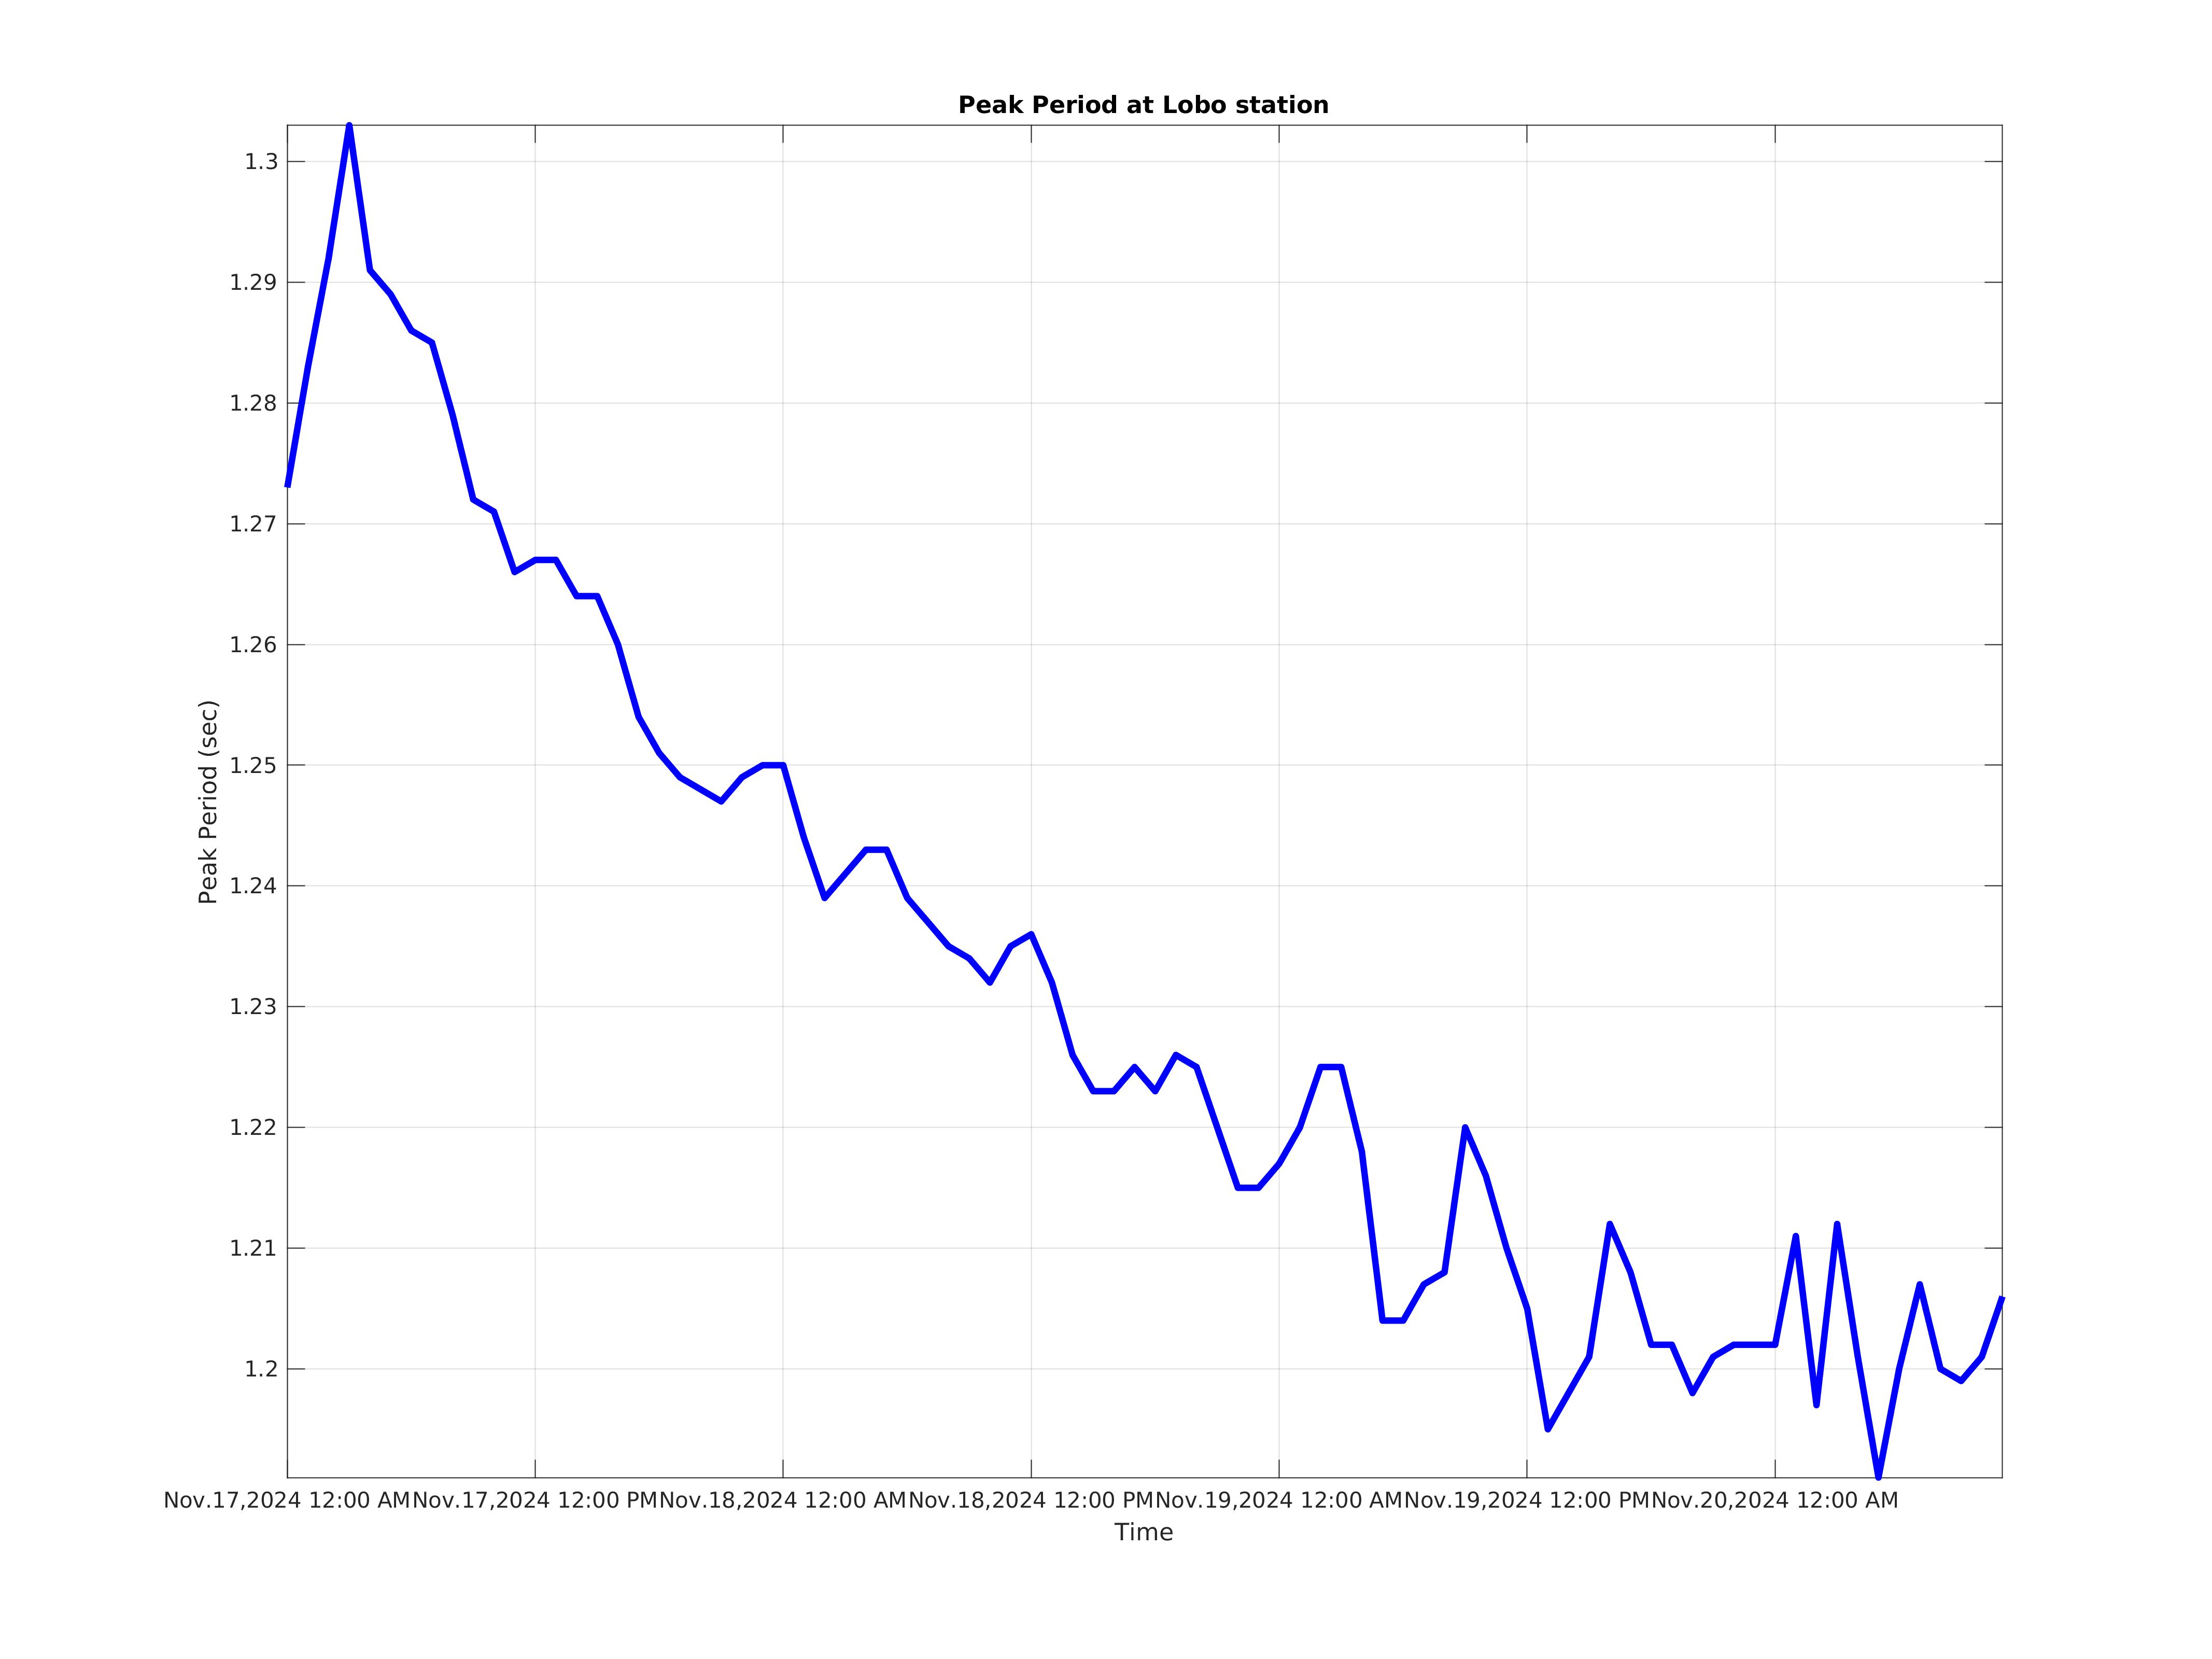 Peak Period at Lobo station
1.3
1.29
1.28
1.27
1.26
1.25
1.24
1.23
1.22
1.21
1.2
Peak Period (sec)
Nov.17,2024 12:00 AM
Nov.17,2024 12:00 PM
Nov.18,2024 12:00 AM
Nov.18,2024 12:00 PM
Nov.19,2024 12:00 AM
Nov.19,2024 12:00 PM
Nov.20,2024 12:00 AM
Time